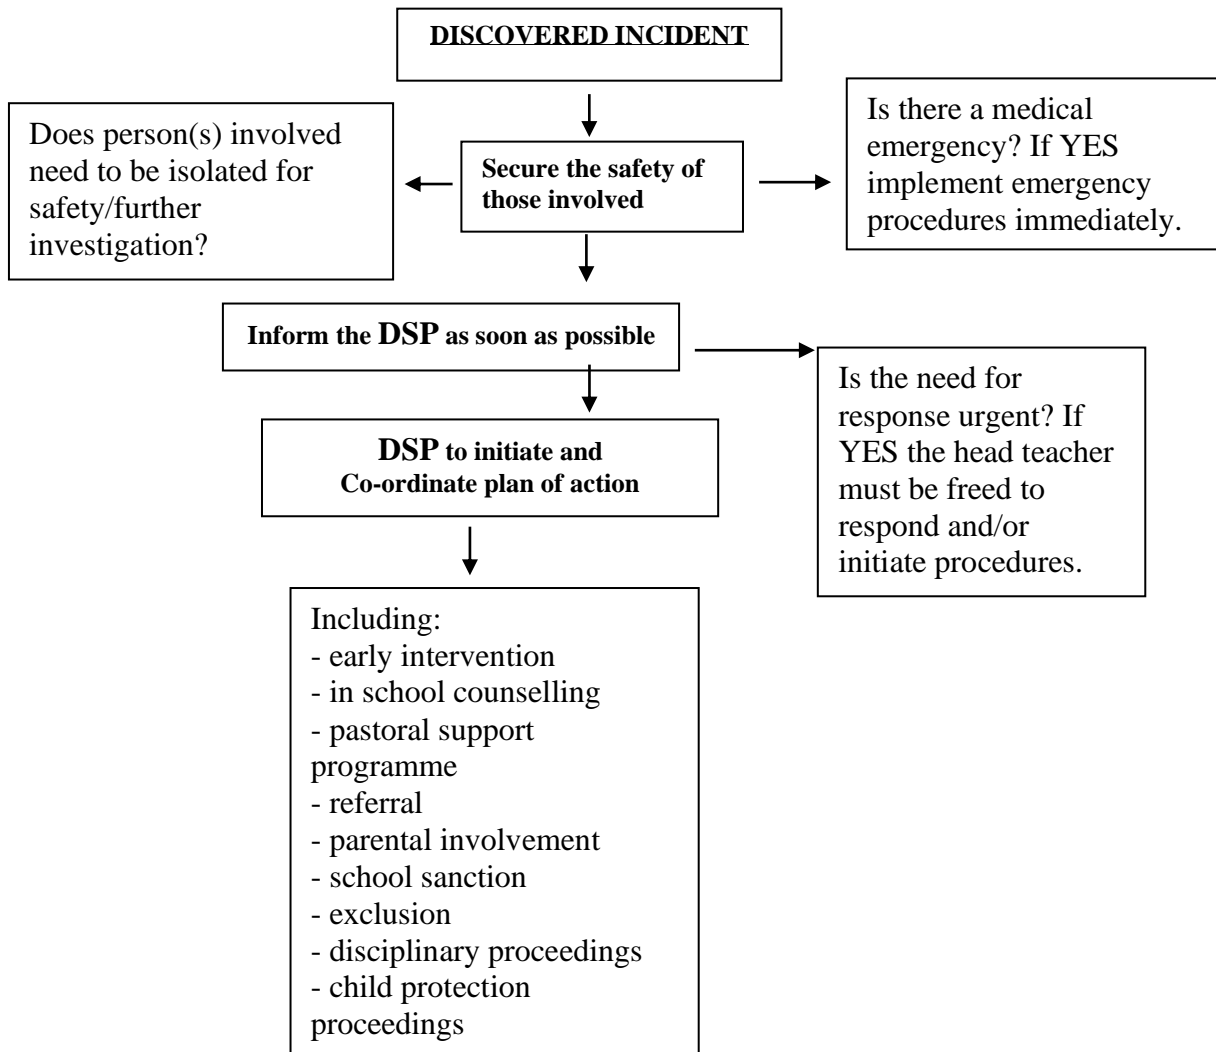 DISCOVERED INCIDENT
Does person(s) involved
need to be isolated for
safety/further
investigation?
Secure the safety of
those involved
Is there a medical
emergency? If YES
implement emergency
procedures immediately.
Inform the DSP as soon as possible
Is the need for
response urgent? If
YES the head teacher
must be freed to
respond and/or
initiate procedures.
DSP to initiate and
Co-ordinate plan of action
Including:
- early intervention
- in school counselling
- pastoral support
programme
- referral
- parental involvement
- school sanction
- exclusion
- disciplinary proceedings
- child protection
proceedings